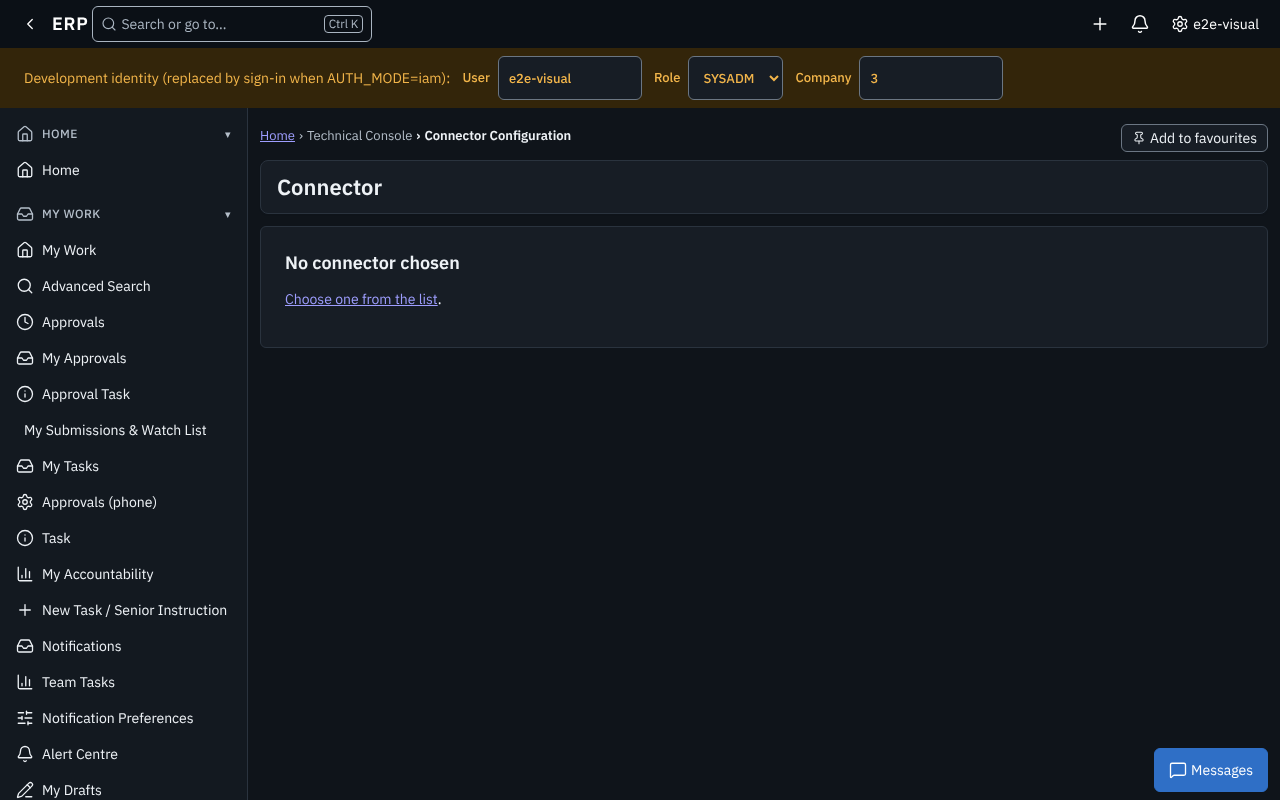 ERP
Search or go to...
Ctrl K
e2e-visual
Development identity (replaced by sign-in when AUTH_MODE=iam):
User
e2e-visual
Role
SYSADM
Company
3
HOME
Home
MY WORK
My Work
Advanced Search
Approvals
My Approvals
Approval Task
My Submissions & Watch List
My Tasks
Approvals (phone)
Task
My Accountability
New Task / Senior Instruction
Notifications
Team Tasks
Notification Preferences
Alert Centre
My Drafts
Home › Technical Console › Connector Configuration
Add to favourites
Connector
No connector chosen
Choose one from the list.
Messages